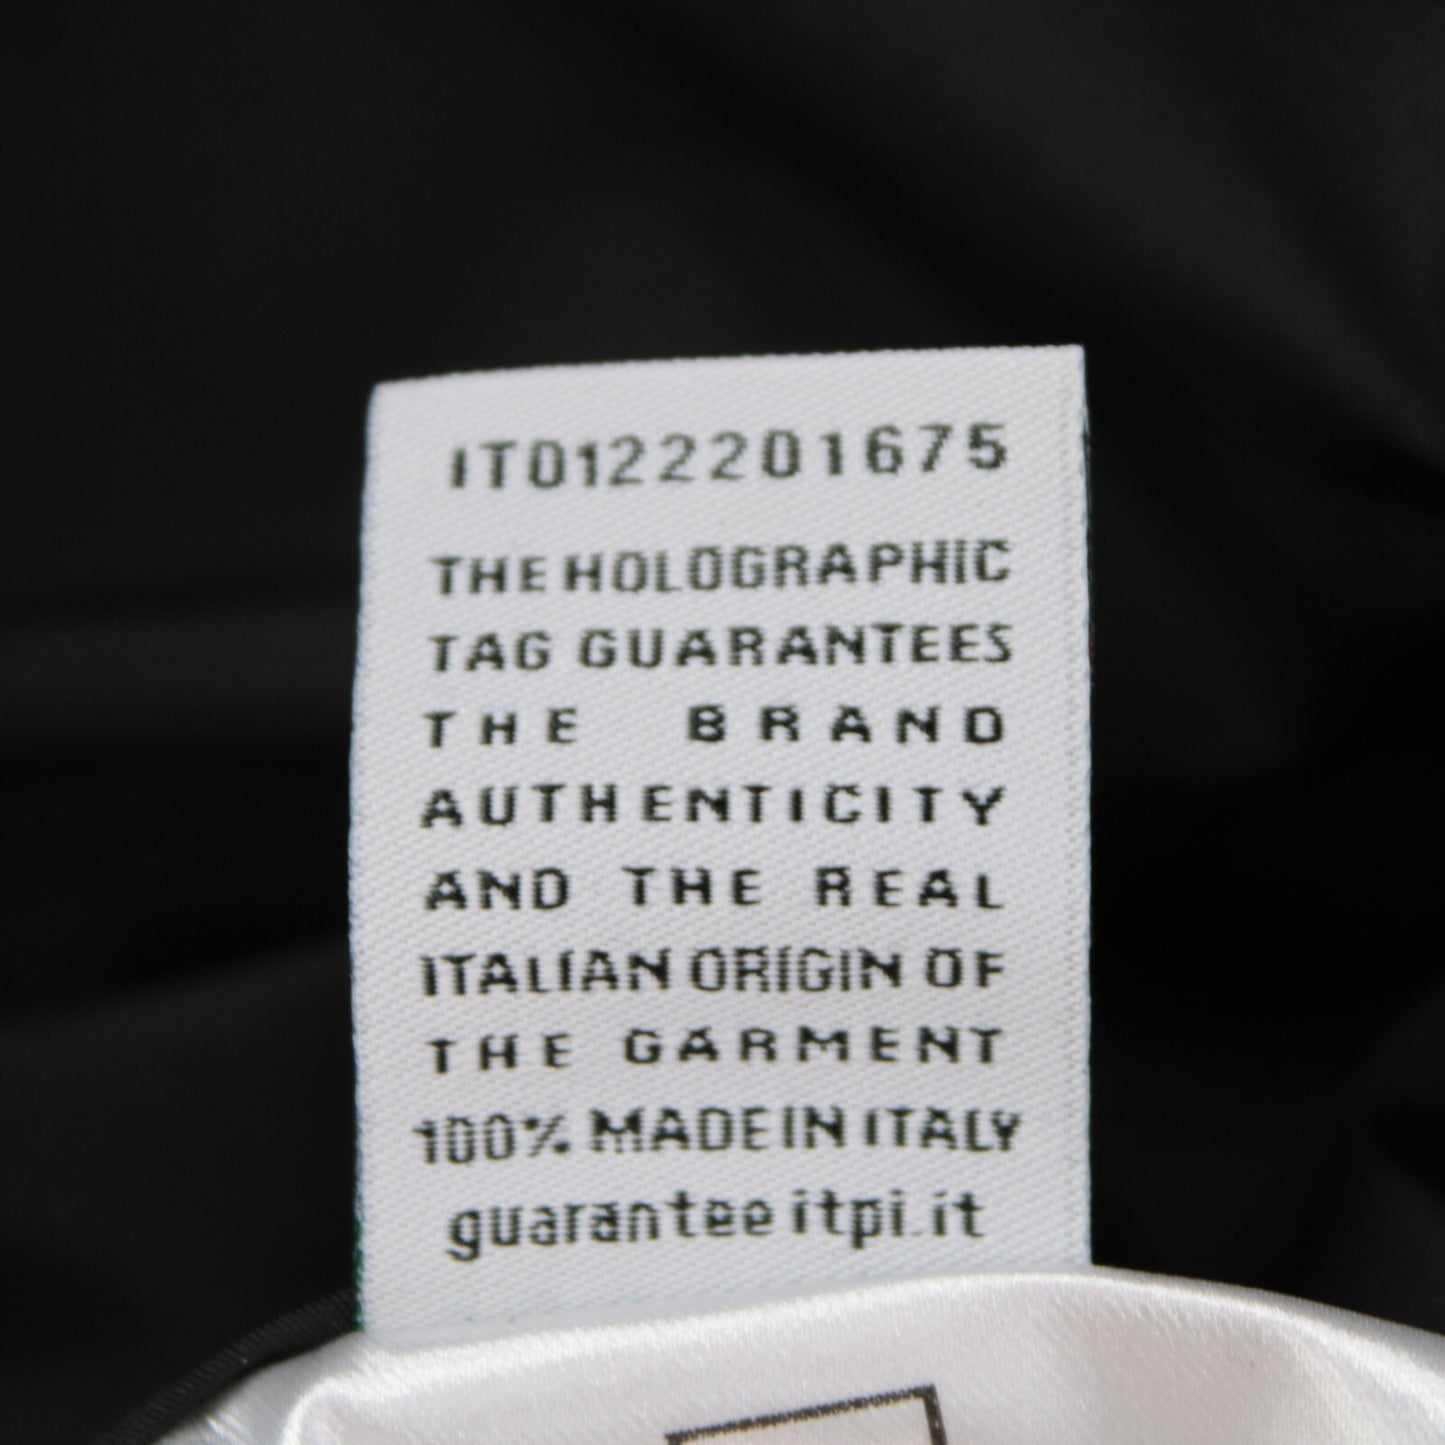 IT01222201675
THE HOLOGRAPHIC
TAG GUARANTEES
THE BRAND
AUTHENTICITY
AND THE REAL
ITALIAN ORIGIN OF
THE GARMENT
100% MADE IN ITALY
guarantee itpi.it